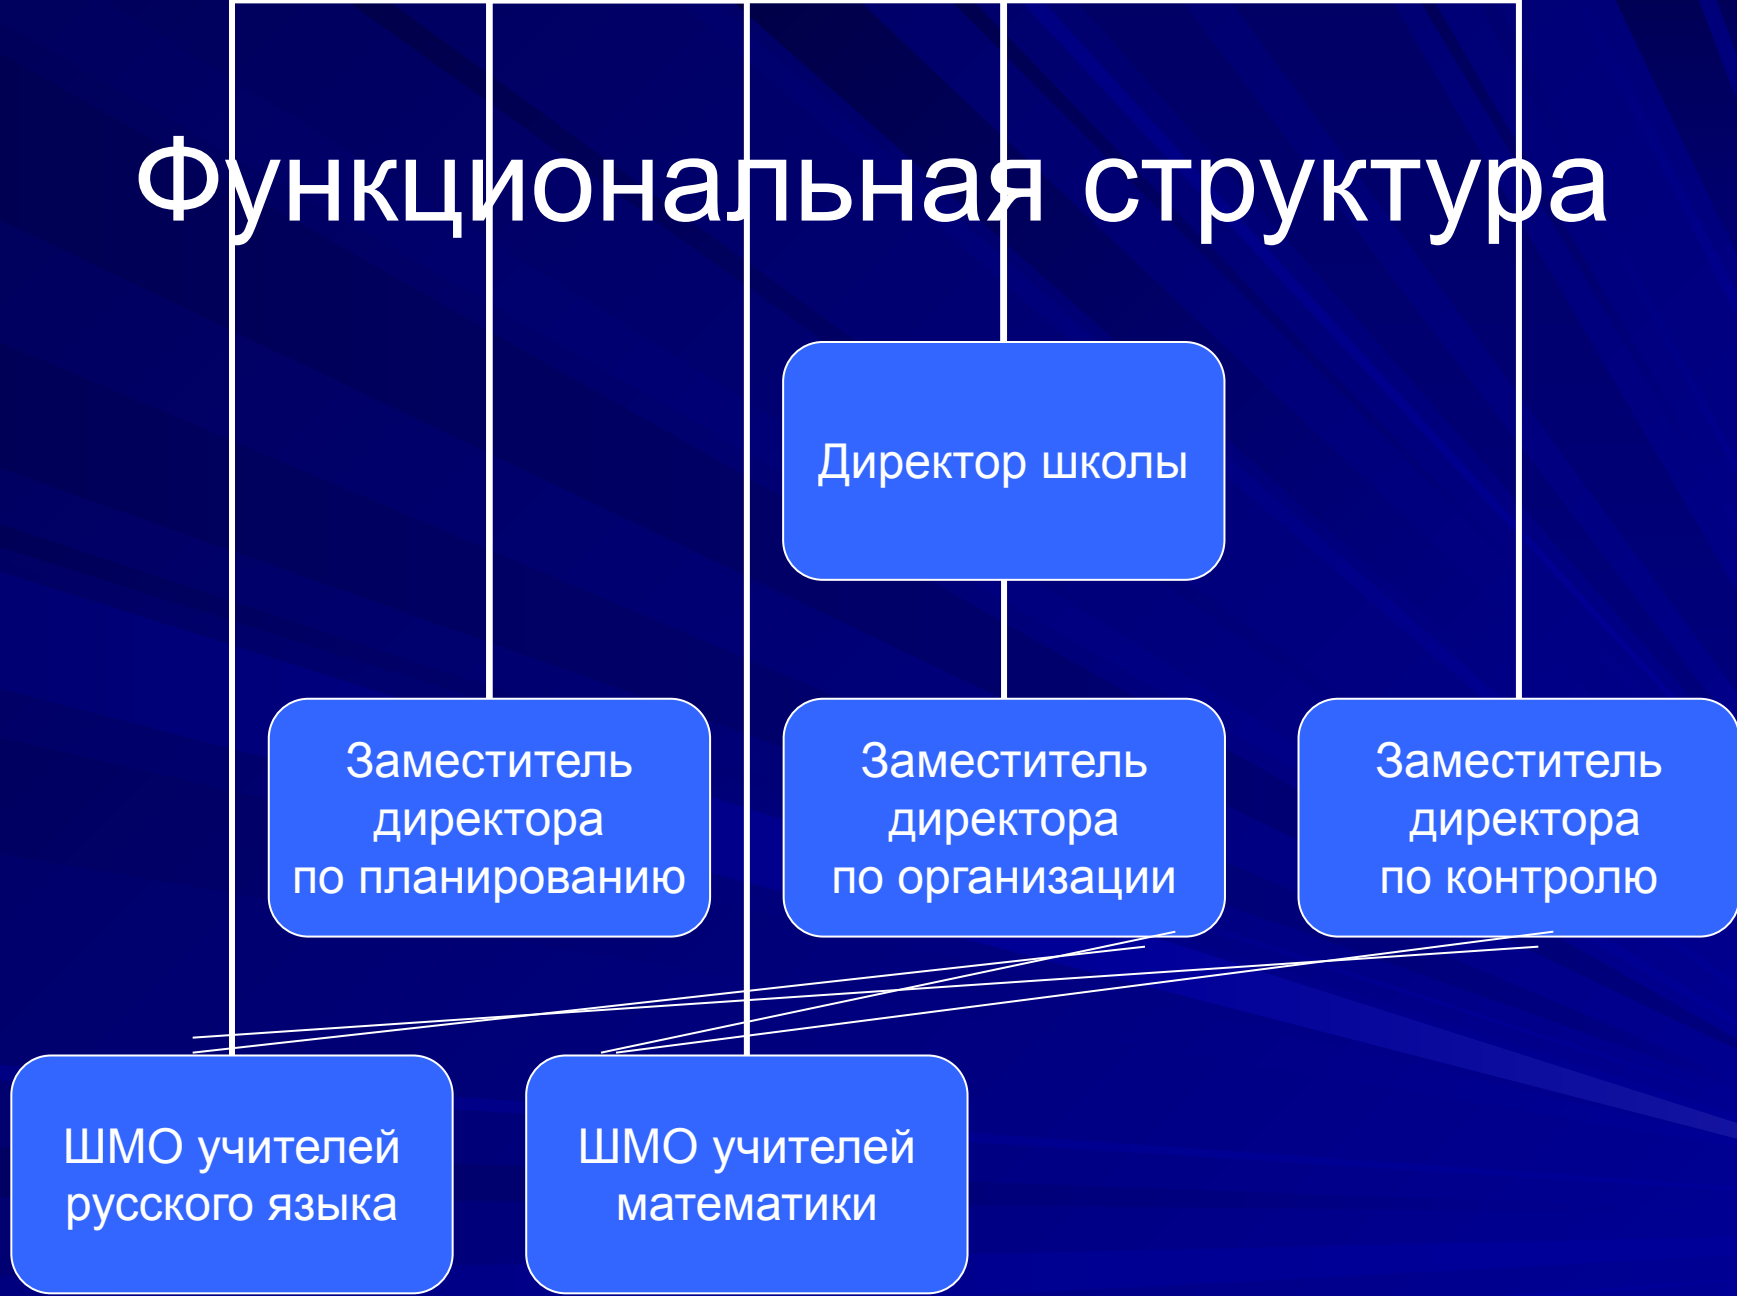 Функциональная структура
Директор школы
Заместитель
директора
по планированию
Заместитель
директора
по организации
Заместитель
директора
по контролю
ШМО учителей
русского языка
ШМО учителей
математики